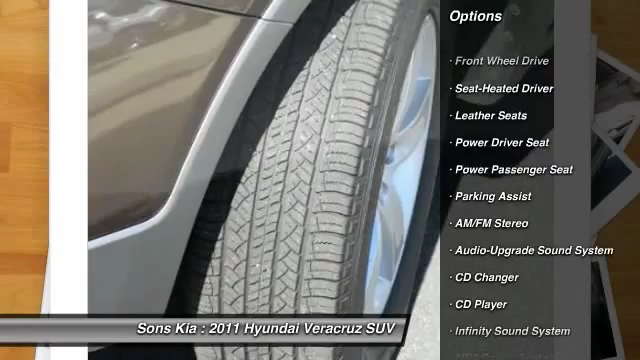 Options
· Front Wheel Drive
· Seat-Heated Driver
· Leather Seats
· Power Driver Seat
· Power Passenger Seat
· Parking Assist
· AM/FM Stereo
· Audio-Upgrade Sound System
· CD Changer
· CD Player
· Infinity Sound System
Sons Kia : 2011 Hyundai Veracruz SUV